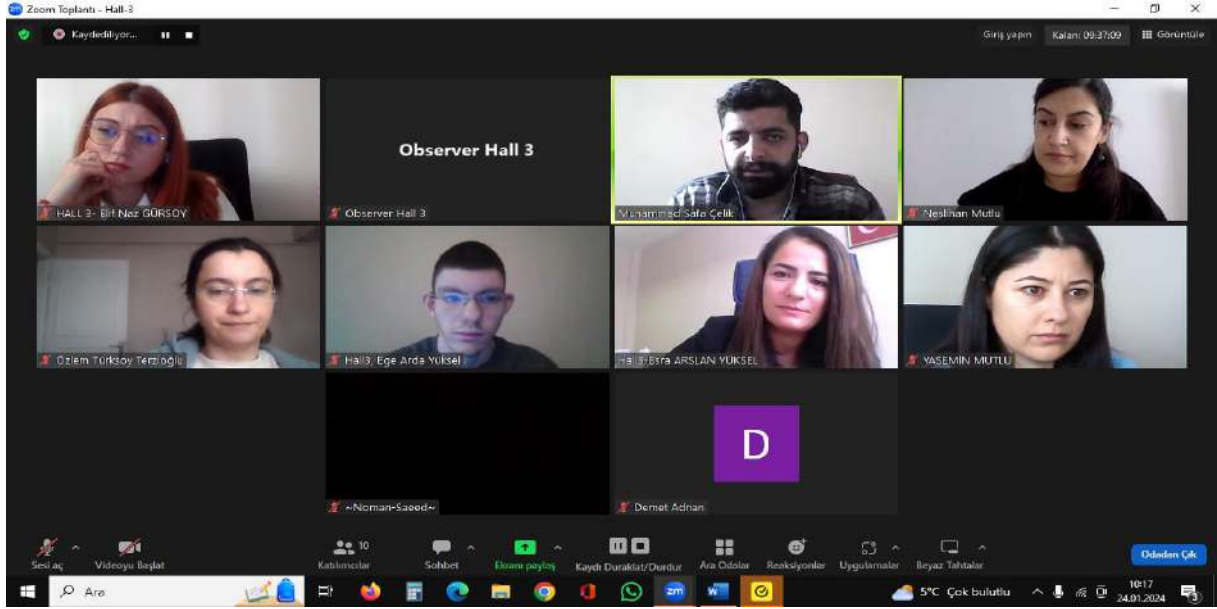 Zoom Toplantı - Hall-3
Kaydediliyor...
Giriş yapın
Kalan: 09:37:09
Görüntüle
HALL 3- Elif Naz GÜRSOY
Observer Hall 3
Observer Hall 3
Muhammed Safa Çelik
Neslihan Mutlu
Özlem Türksoy Terzioğlu
Hall3, Ege Arda Yüksel
Hall 3-Esra ARSLAN YÜKSEL
YASEMIN MUTLU
~Noman-Saeed~
D
Demet Adnan
Sesi aç
Videoyu Başlat
10
Katılımcılar
Sohbet
Ekranı paylaş
Kaydı Duraklat/Durdur
Ara Odalar
Reaksiyonlar
Uygulamalar
Beyaz Tahtalar
Odadan Çık
Ara
zm
W
5°C Çok bulutlu
10:17
24.01.2024
3